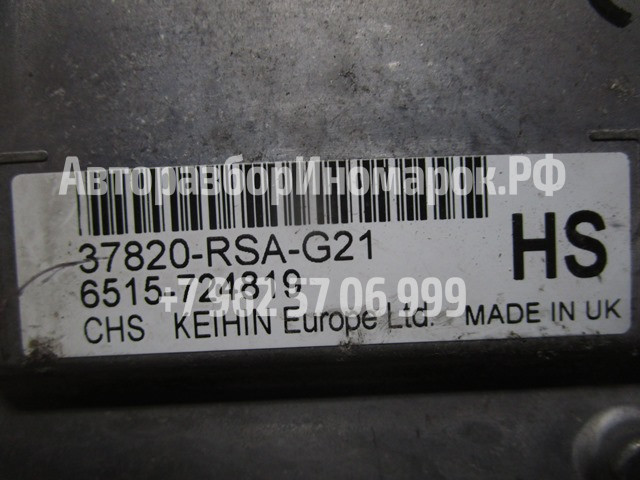 АвторазборИномарок.РФ
37820-RSA-G21
HS
6515-724819
+7 902 57 06 999
CHS KEIHIN Europe Ltd. MADE IN UK